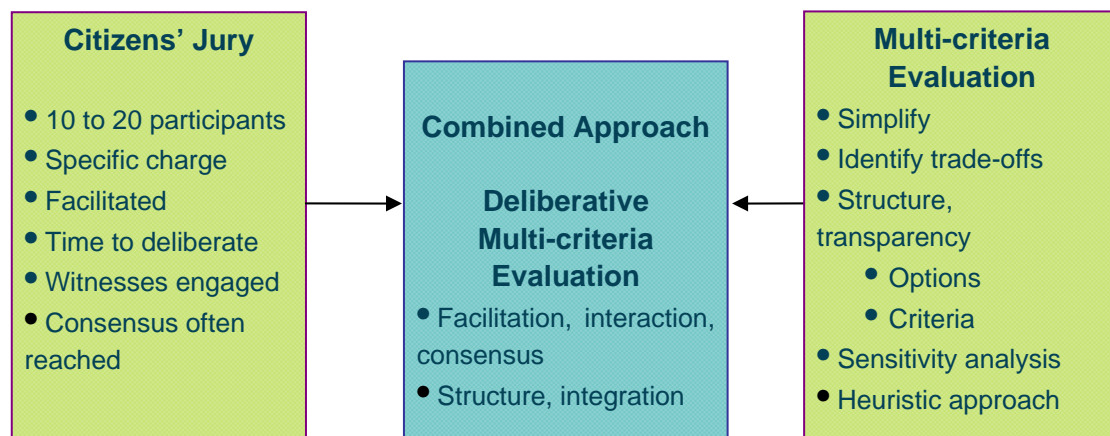 Citizens’ Jury
• 10 to 20 participants
• Specific charge
• Facilitated
• Time to deliberate
• Witnesses engaged
• Consensus often
reached
Combined Approach
Deliberative
Multi-criteria
Evaluation
• Facilitation, interaction,
consensus
• Structure, integration
Multi-criteria
Evaluation
• Simplify
• Identify trade-offs
• Structure,
transparency
• Options
• Criteria
• Sensitivity analysis
• Heuristic approach